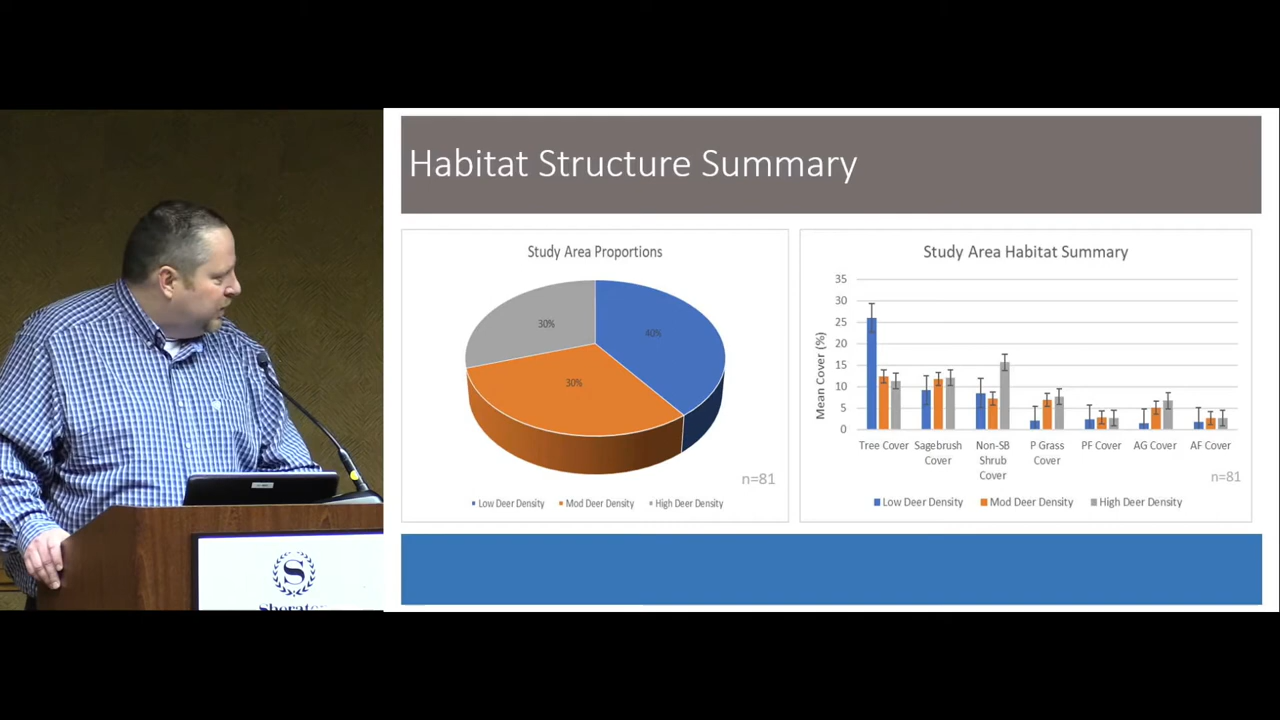 Habitat Structure Summary
Study Area Proportions
30%
40%
30%
n=81
Low Deer Density
Mod Deer Density
High Deer Density
Study Area Habitat Summary
Mean Cover (%)
35
30
25
20
15
10
5
0
Tree Cover
Sagebrush
Cover
Non-SB
Shrub
Cover
P Grass
Cover
PF Cover
AG Cover
AF Cover
n=81
Low Deer Density
Mod Deer Density
High Deer Density
S